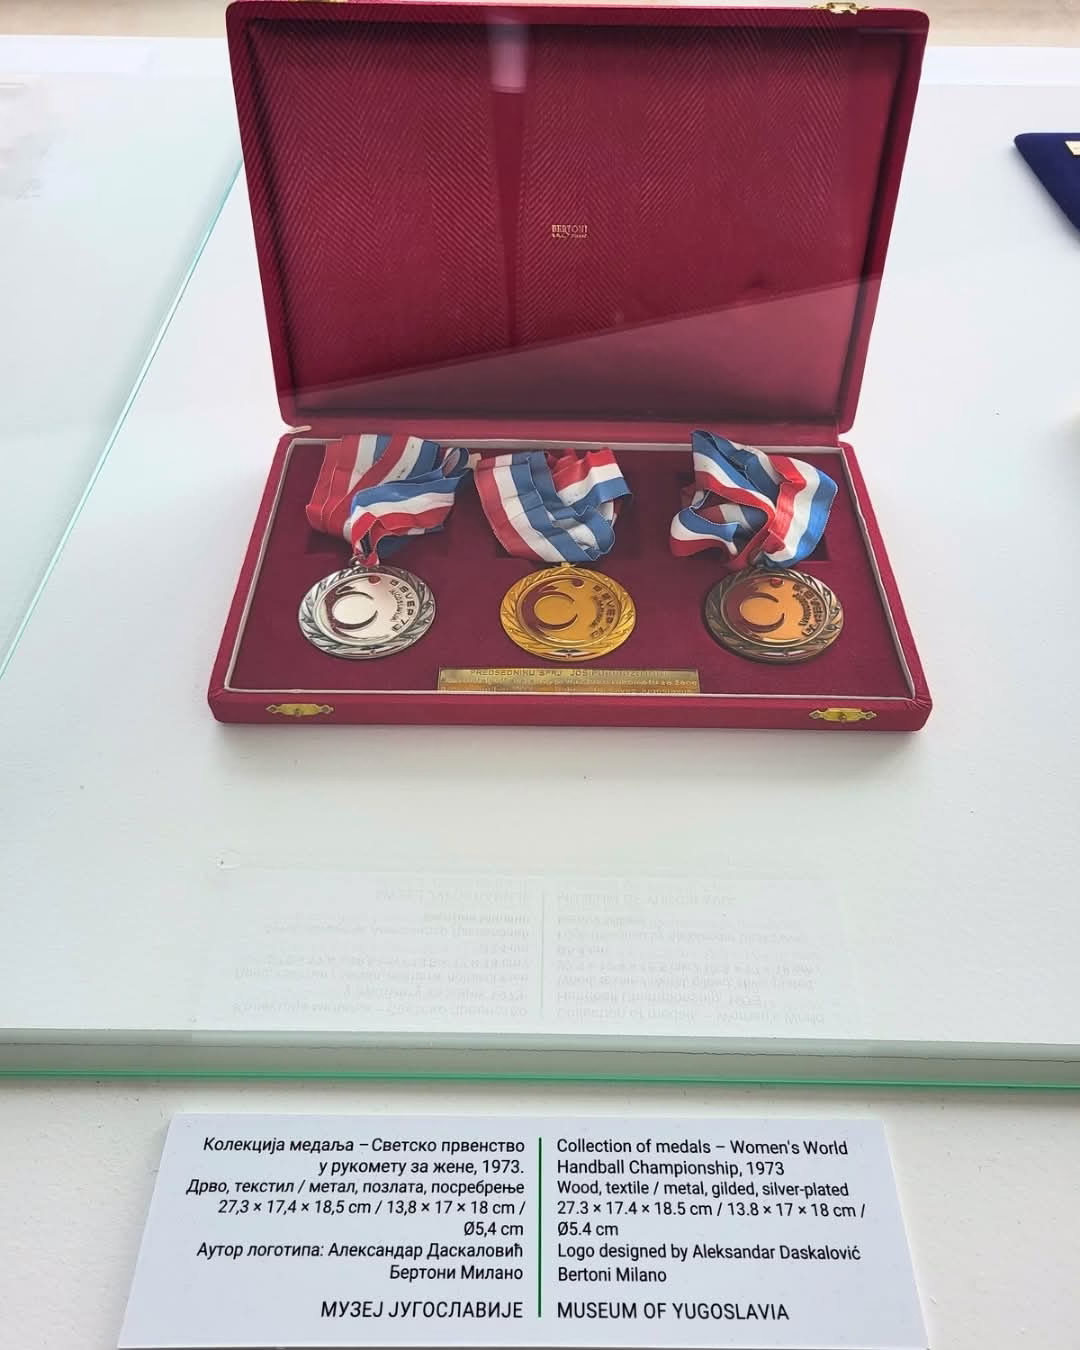 BERTONI
PREDSEDNIKU SFRJ
Колекција медаља – Светско првенство
у рукомету за жене, 1973.
Дрво, текстил / метал, позлата, посребрење
27,3 × 17,4 × 18,5 cm / 13,8 × 17 × 18 cm /
Ø5,4 cm
Аутор логотипа: Александар Даскаловић
Бертони Милано
МУЗЕЈ ЈУГОСЛАВИЈЕ
Collection of medals – Women's World
Handball Championship, 1973
Wood, textile / metal, gilded, silver-plated
27.3 × 17.4 × 18.5 cm / 13.8 × 17 × 18 cm /
Ø5.4 cm
Logo designed by Aleksandar Daskalović
Bertoni Milano
MUSEUM OF YUGOSLAVIA